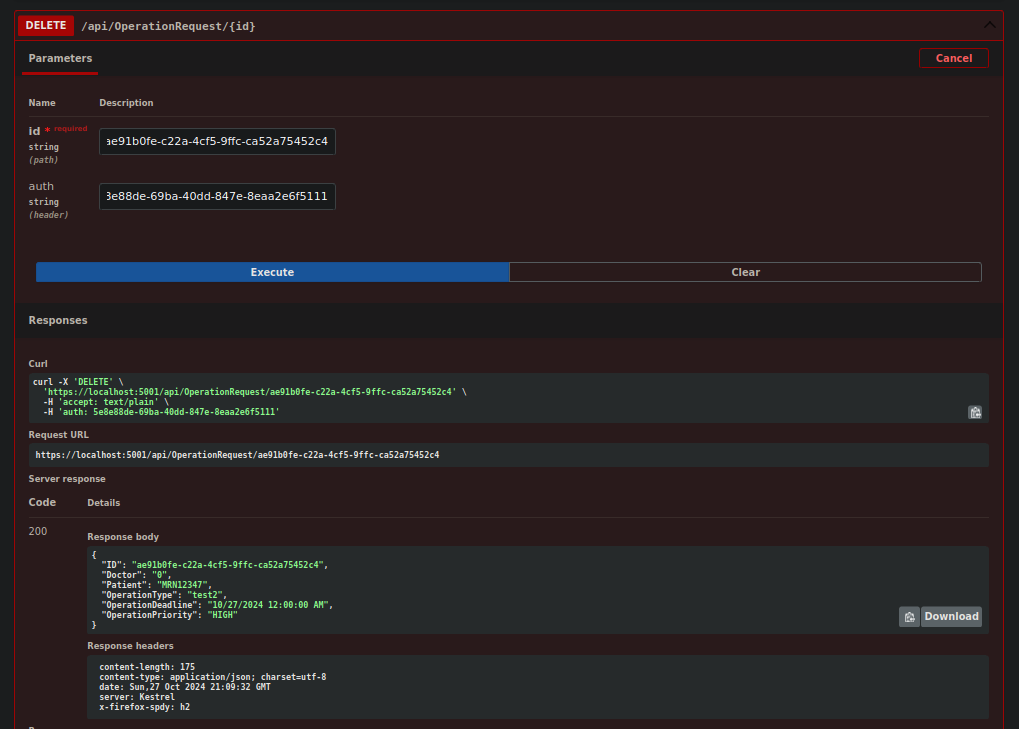 DELETE /api/OperationRequest/{id}
Parameters
Cancel
Name Description
id * required
string
(path)
ae91b0fe-c22a-4cf5-9ffc-ca52a75452c4
auth
string
(header)
3e88de-69ba-40dd-847e-8eaa2e6f5111
Execute Clear
Responses
Curl
curl -X 'DELETE' \
'https://localhost:5001/api/OperationRequest/ae91b0fe-c22a-4cf5-9ffc-ca52a75452c4' \
-H 'accept: text/plain' \
-H 'auth: 5e8e88de-69ba-40dd-847e-8eaa2e6f5111'
Request URL
https://localhost:5001/api/OperationRequest/ae91b0fe-c22a-4cf5-9ffc-ca52a75452c4
Server response
Code Details
200
Response body
{
"ID": "ae91b0fe-c22a-4cf5-9ffc-ca52a75452c4",
"Doctor": "0",
"Patient": "MRN12347",
"OperationType": "test2",
"OperationDeadline": "10/27/2024 12:00:00 AM",
"OperationPriority": "HIGH"
}
Download
Response headers
content-length: 175
content-type: application/json; charset=utf-8
date: Sun,27 Oct 2024 21:09:32 GMT
server: Kestrel
x-firefox-spdy: h2